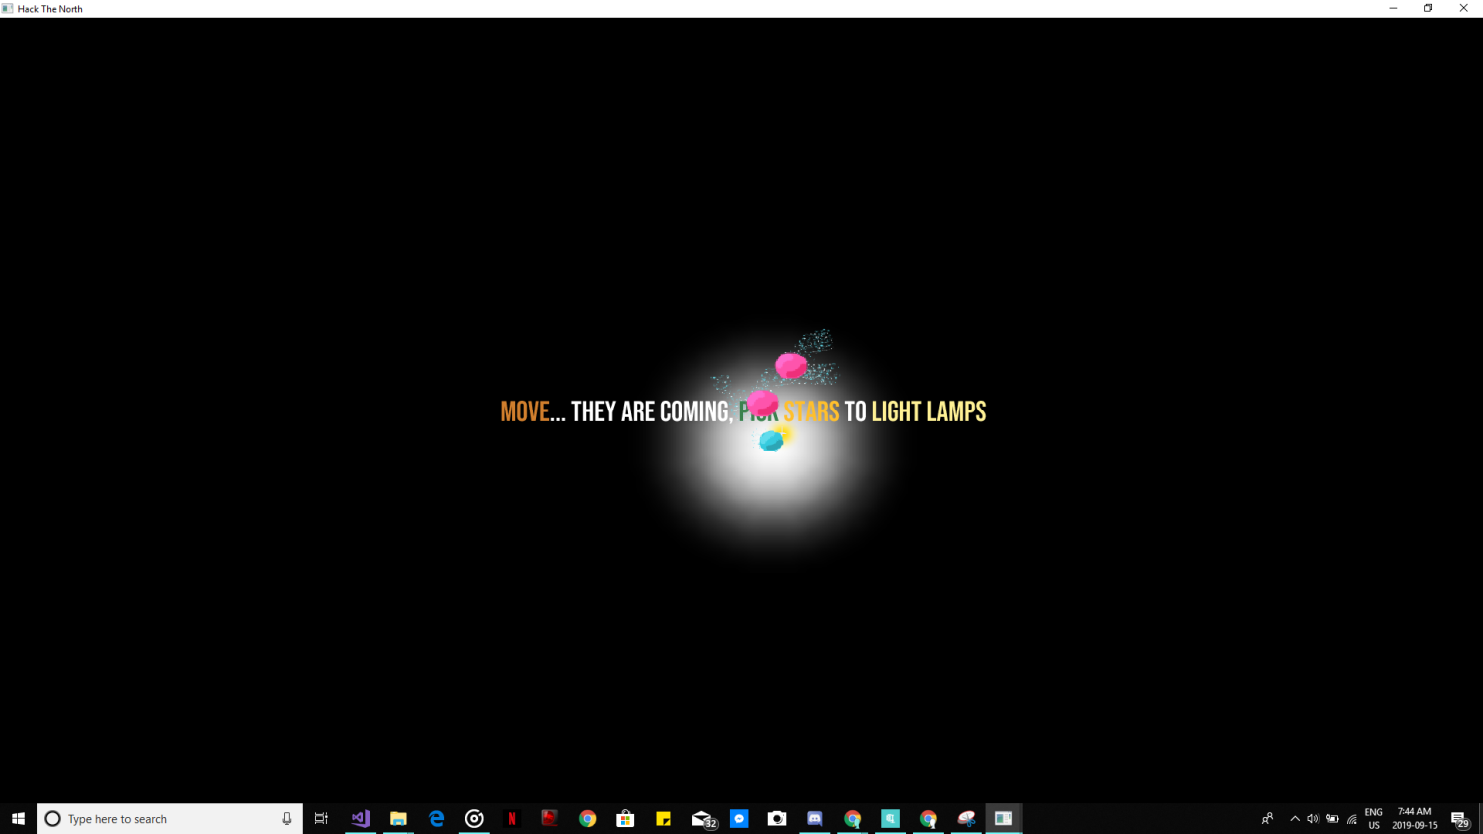 Hack The North
MOVE... THEY ARE COMING, PICK STARS TO LIGHT LAMPS
Type here to search
32
ENG
US
7:44 AM
2019-09-15
29